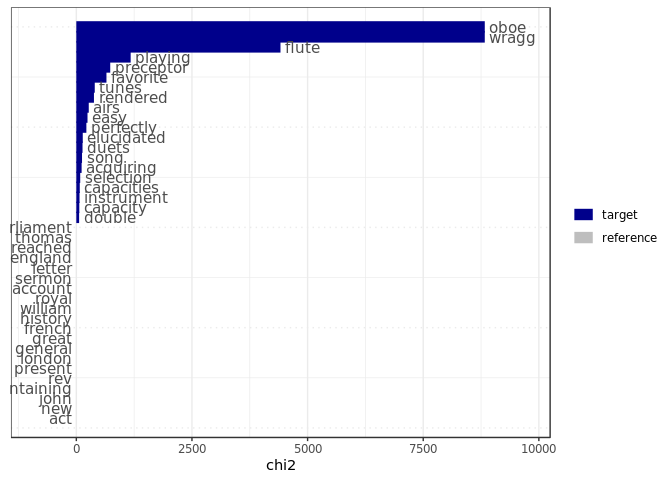 oboe
wragg
flute
playing
preceptor
favorite
tunes
rendered
airs
easy
perfectly
elucidated
duets
song
acquiring
selection
capacities
instrument
capacity
double
rliament
thomas
reached
england
letter
sermon
account
royal
william
history
french
great
general
london
present
rev
ntaining
john
new
act
target
reference
0 2500 5000 7500 10000
chi2